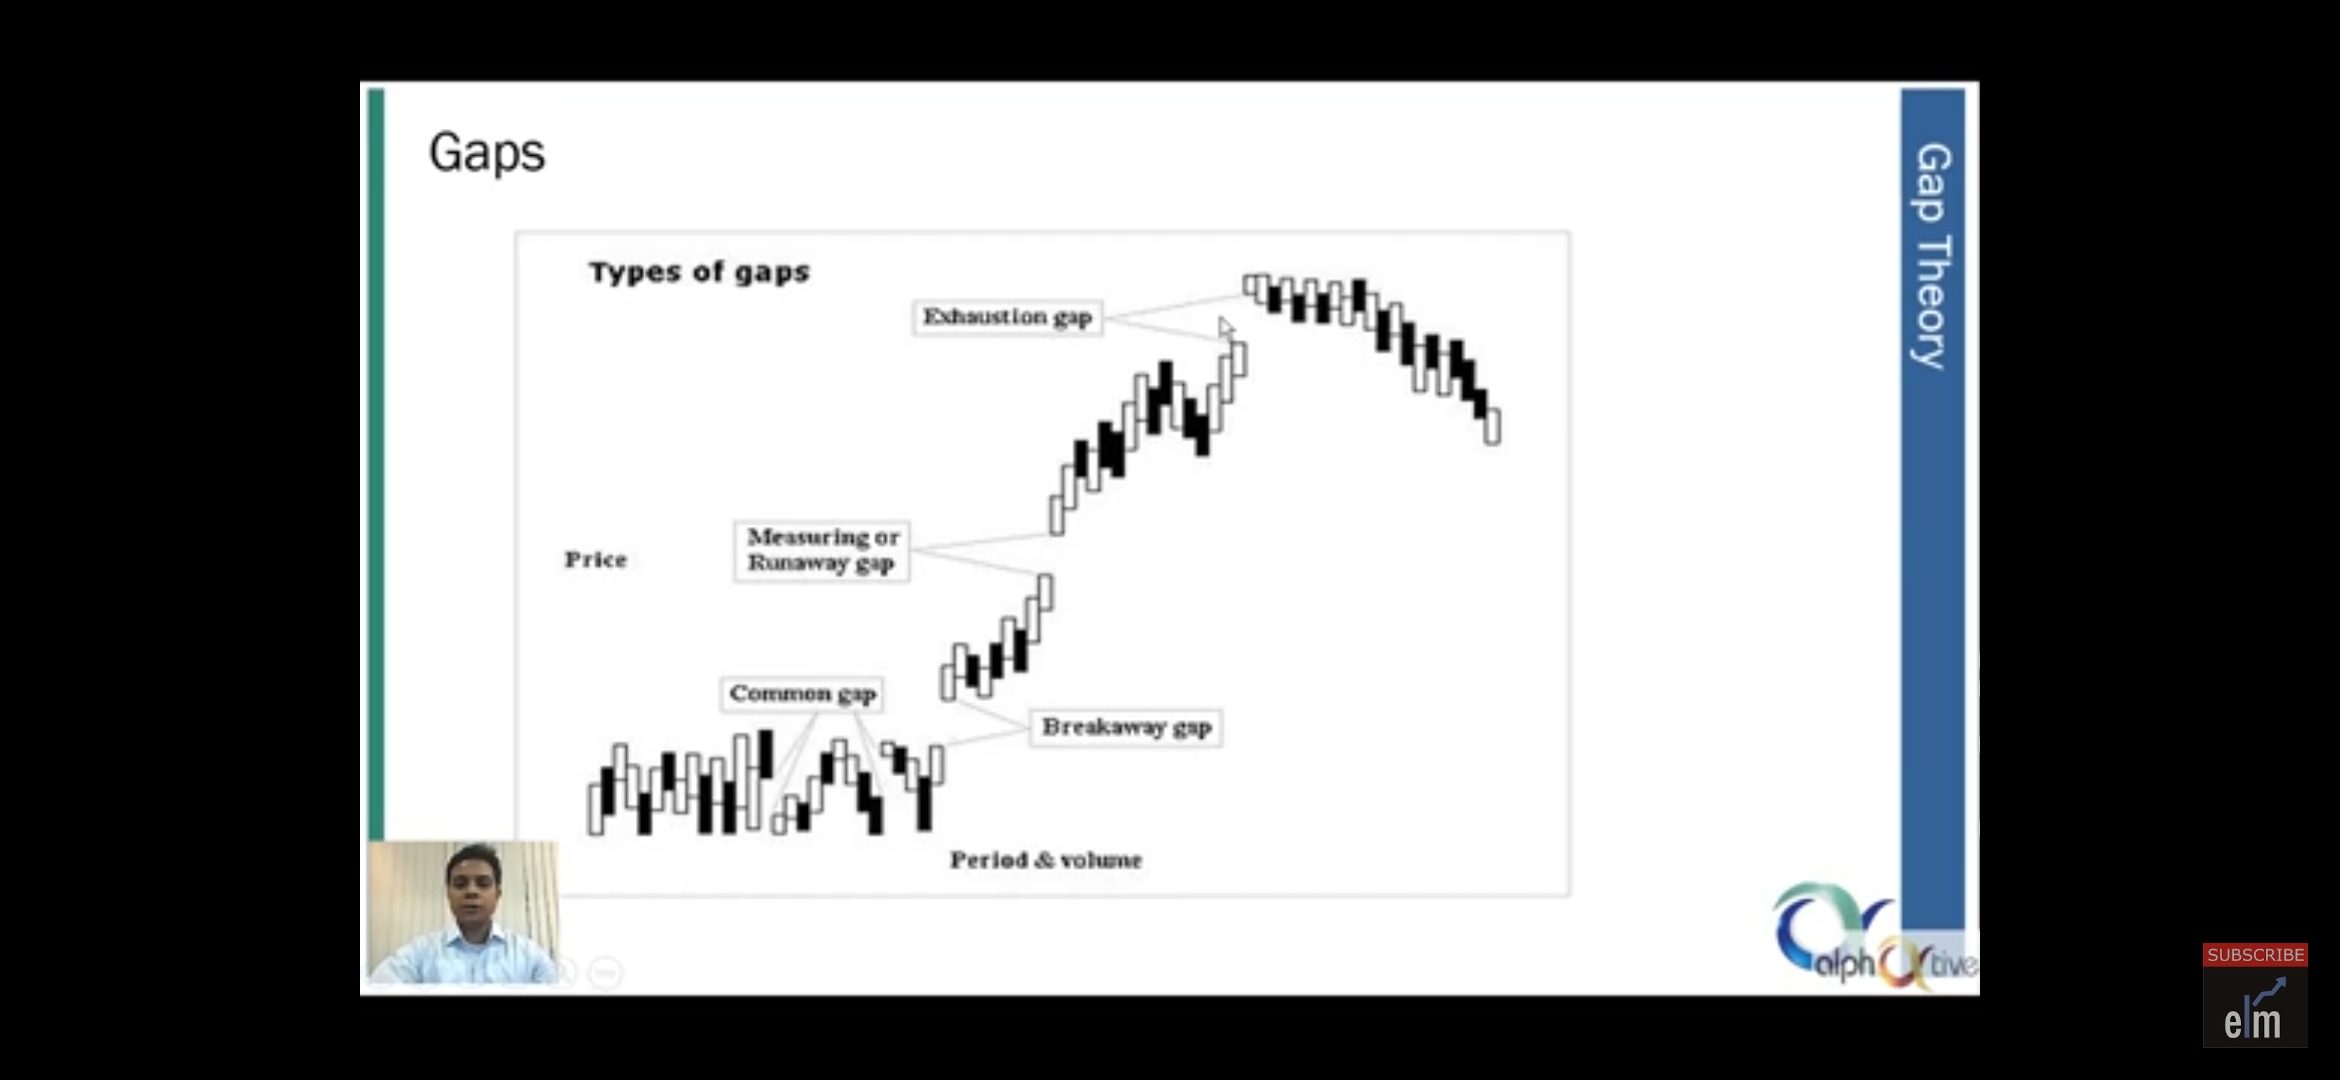 Gaps
Gap Theory
Types of gaps
Exhaustion gap
Measuring or
Runaway gap
Price
Common gap
Breakaway gap
Period & volume
SUBSCRIBE
elm